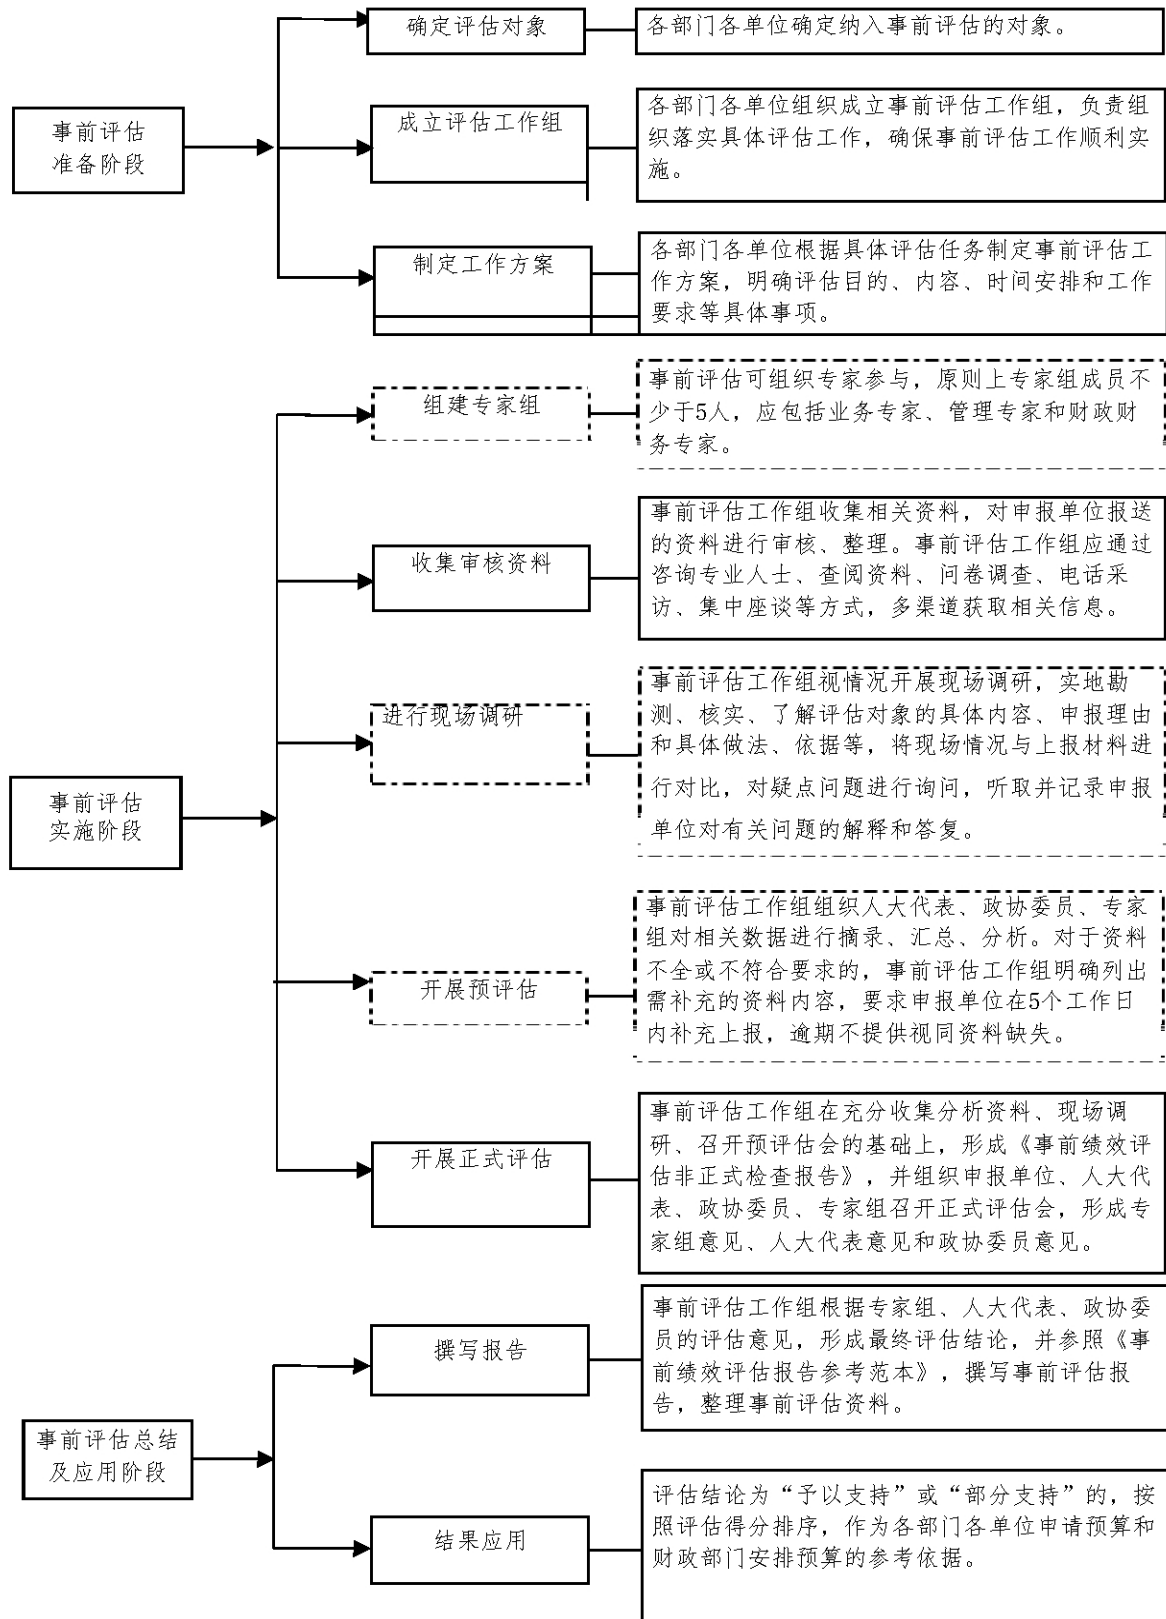 确定评估对象
各部门各单位确定纳入事前评估的对象。
事前评估
准备阶段
成立评估工作组
各部门各单位组织成立事前评估工作组，负责组
织落实具体评估工作，确保事前评估工作顺利实
施。
制定工作方案
各部门各单位根据具体评估任务制定事前评估工
作方案，明确评估目的、内容、时间安排和工作
要求等具体事项。
组建专家组
事前评估可组织专家参与，原则上专家组成员不
少于5人，应包括业务专家、管理专家和财政财
务专家。
收集审核资料
事前评估工作组收集相关资料，对申报单位报送
的资料进行审核、整理。事前评估工作组应通过
咨询专业人士、查阅资料、问卷调查、电话采
访、集中座谈等方式，多渠道获取相关信息。
进行现场调研
事前评估工作组视情况开展现场调研，实地勘
测、核实、了解评估对象的具体内容、申报理由
和具体做法、依据等，将现场情况与上报材料进
行对比，对疑点问题进行询问，听取并记录申报
单位对有关问题的解释和答复。
事前评估
实施阶段
开展预评估
事前评估工作组组织人大代表、政协委员、专家
组对相关数据进行摘录、汇总、分析。对于资料
不全或不符合要求的，事前评估工作组明确列出
需补充的资料内容，要求申报单位在5个工作日
内补充上报，逾期不提供视同资料缺失。
开展正式评估
事前评估工作组在充分收集分析资料、现场调
研、召开预评估会的基础上，形成《事前绩效评
估非正式检查报告》，并组织申报单位、人大代
表、政协委员、专家组召开正式评估会，形成专
家组意见、人大代表意见和政协委员意见。
撰写报告
事前评估工作组根据专家组、人大代表、政协委
员的评估意见，形成最终评估结论，并参照《事
前绩效评估报告参考范本》，撰写事前评估报
告，整理事前评估资料。
事前评估总结
及应用阶段
结果应用
评估结论为“予以支持”或“部分支持”的，按
照评估得分排序，作为各部门各单位申请预算和
财政部门安排预算的参考依据。